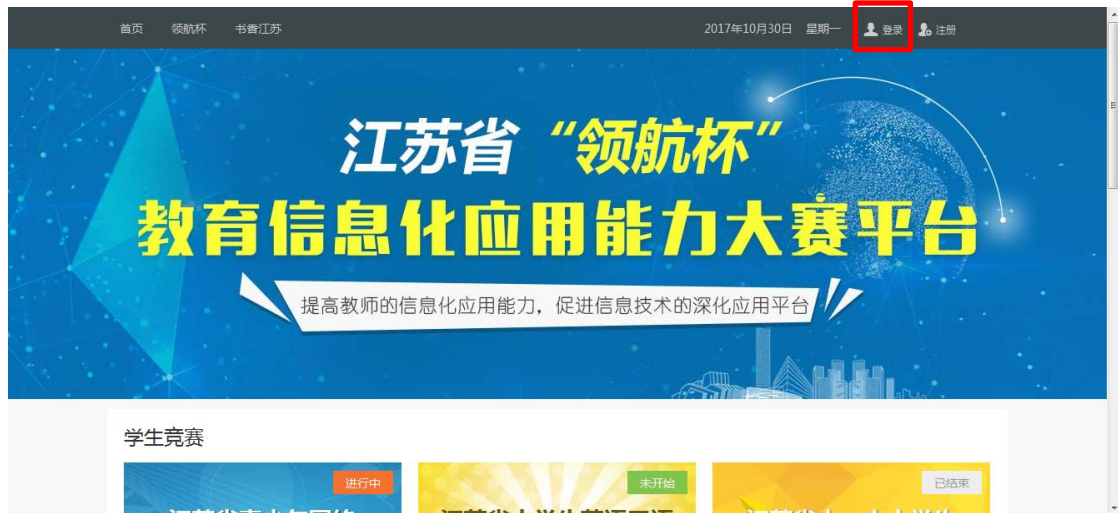 首页 领航杯 书香江苏 2017年10月30日 星期一 登录 注册
江苏省“领航杯”
教育信息化应用能力大赛平台
提高教师的信息化应用能力，促进信息技术的深化应用平台
学生竞赛
进行中 未开始 已结束